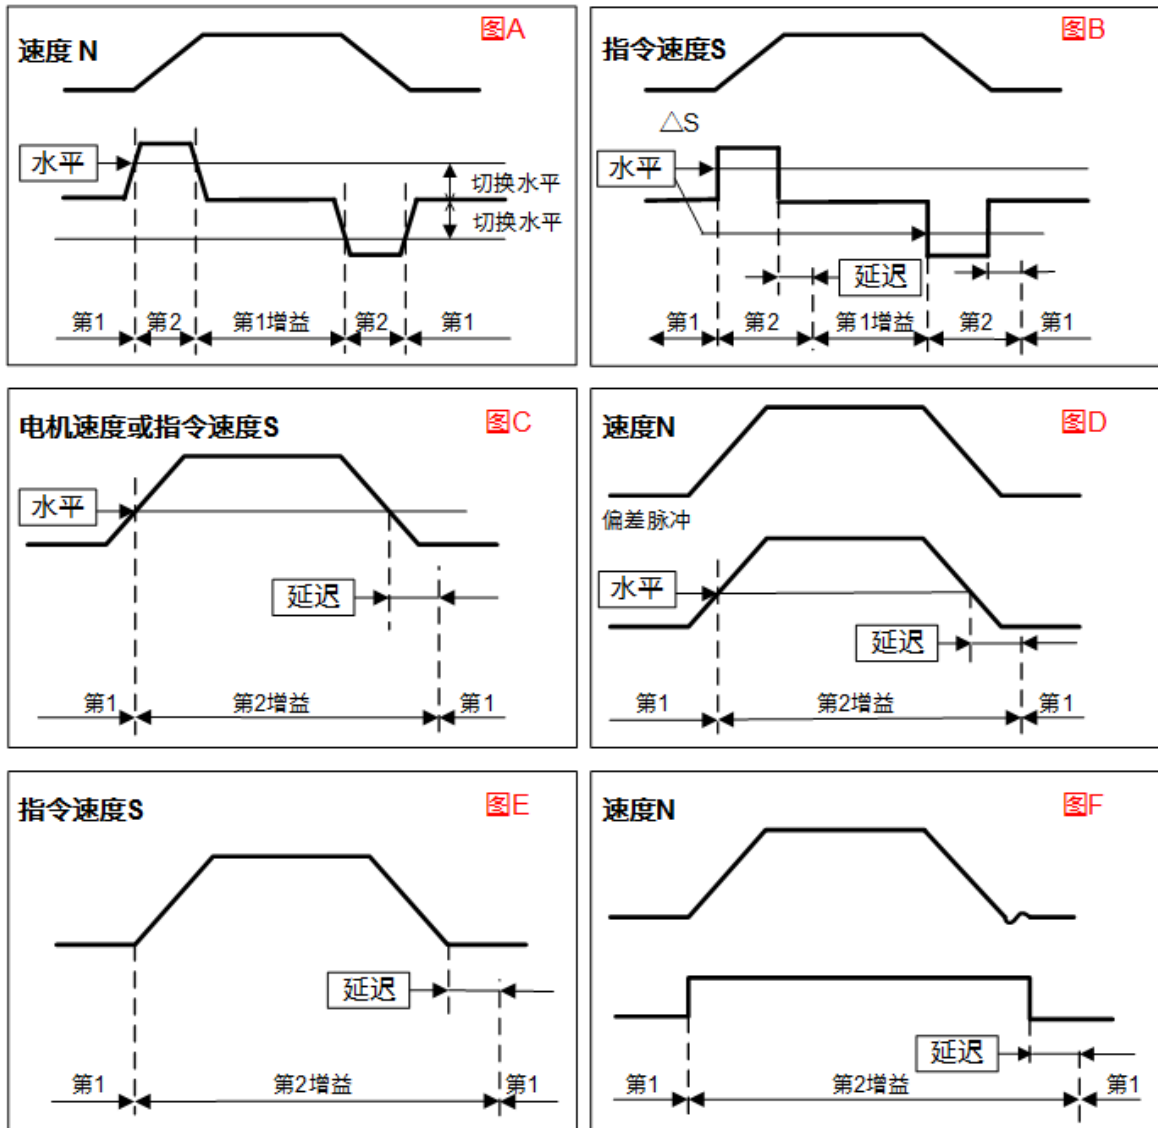 速度 N
图A
水平
切换水平
切换水平
第1
第2
第1增益
第2
第1
指令速度S
图B
△S
水平
延迟
第1
第2
第1增益
第2
第1
电机速度或指令速度S
图C
水平
延迟
第1
第2增益
第1
速度N
图D
偏差脉冲
水平
延迟
第1
第2增益
第1
指令速度S
图E
延迟
第1
第2增益
第1
速度N
图F
延迟
第1
第2增益
第1